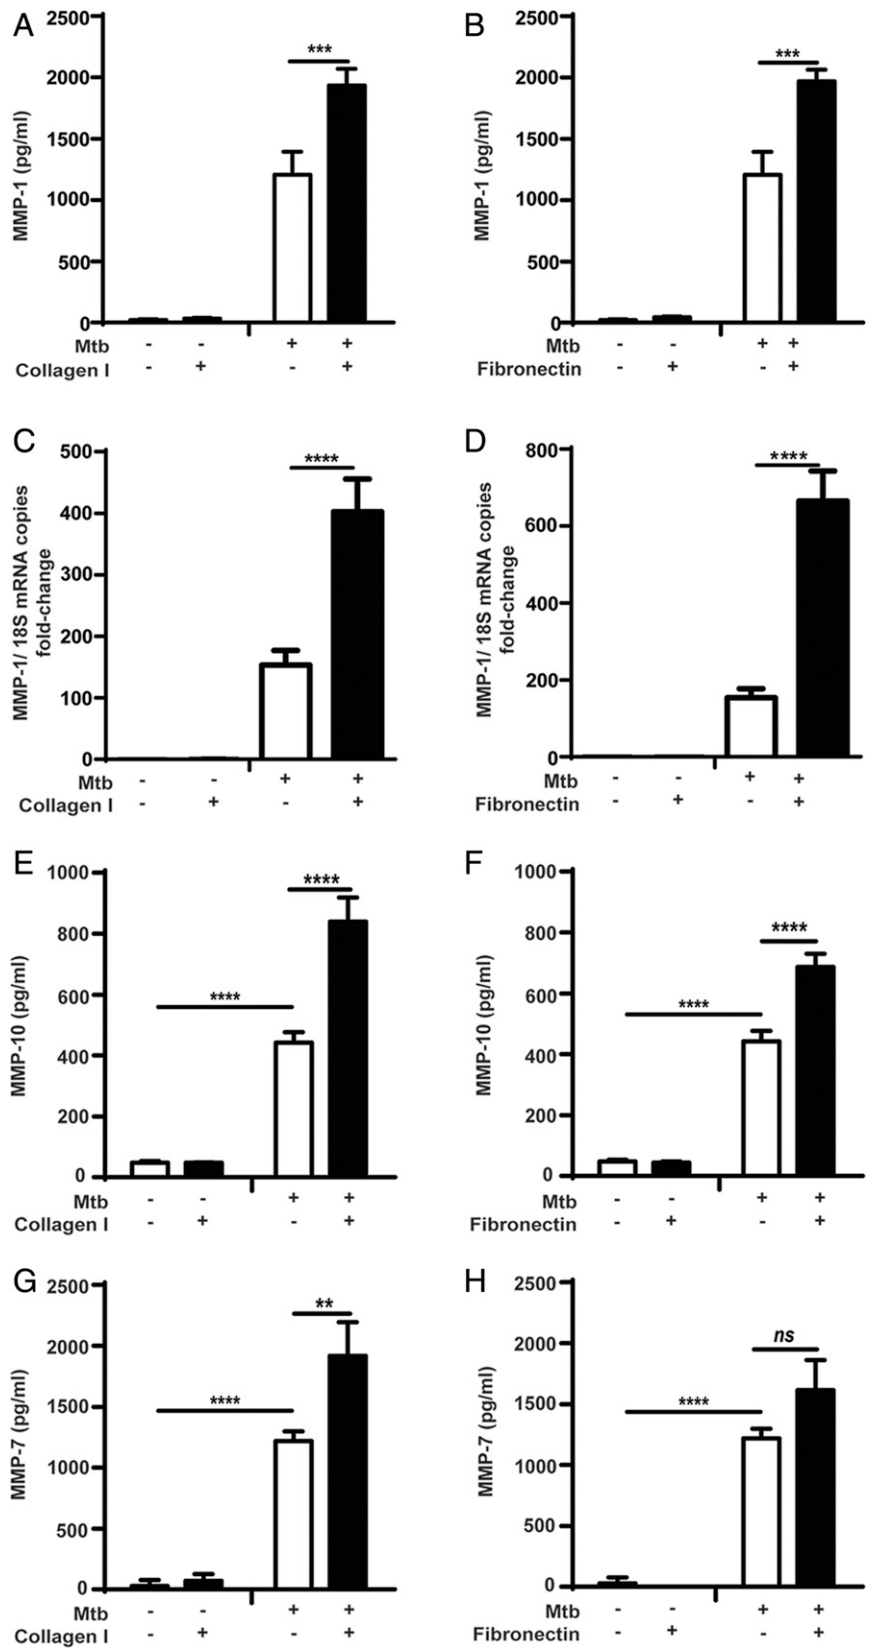 A
2500
2000
1500
1000
500
0
MMP-1 (pg/ml)
***
Mtb - - + +
Collagen I - + - +
B
2500
2000
1500
1000
500
0
MMP-1 (pg/ml)
***
Mtb - - + +
Fibronectin - + - +
C
500
400
300
200
100
0
MMP-1/ 18S mRNA copies
fold-change
****
Mtb - - + +
Collagen I - + - +
D
800
600
400
200
0
MMP-1/ 18S mRNA copies
fold-change
****
Mtb - - + +
Fibronectin - + - +
E
1000
800
600
400
200
0
MMP-10 (pg/ml)
****
****
Mtb - - + +
Collagen I - + - +
F
1000
800
600
400
200
0
MMP-10 (pg/ml)
****
****
Mtb - - + +
Fibronectin - + - +
G
2500
2000
1500
1000
500
0
MMP-7 (pg/ml)
**
****
Mtb - - + +
Collagen I - + - +
H
2500
2000
1500
1000
500
0
MMP-7 (pg/ml)
ns
****
Mtb - - + +
Fibronectin - + - +